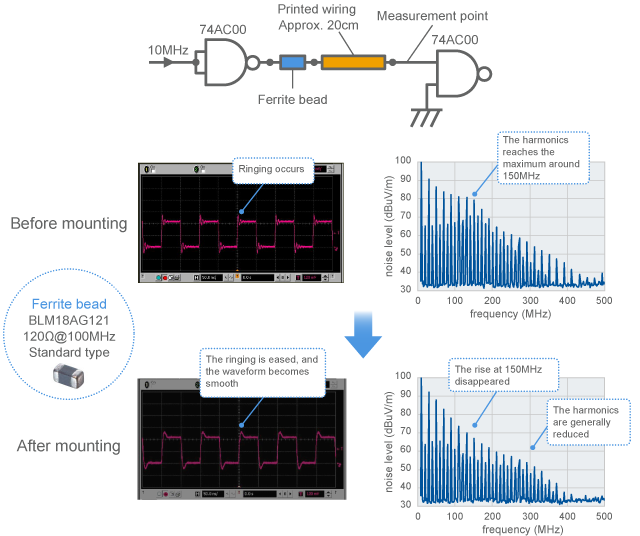 Printed wiring
Approx. 20cm
Measurement point
74AC00
74AC00
10MHz
Ferrite bead
Ringing occurs
The harmonics
reaches the
maximum around
150MHz
Before mounting
noise level (dBuV/m)
100
90
80
70
60
50
40
30
0 100 200 300 400 500
frequency (MHz)
Ferrite bead
BLM18AG121
120Ω@100MHz
Standard type
The ringing is eased, and
the waveform becomes
smooth
The rise at 150MHz
disappeared
The harmonics
are generally
reduced
After mounting
noise level (dBuV/m)
100
90
80
70
60
50
40
30
0 100 200 300 400 500
frequency (MHz)